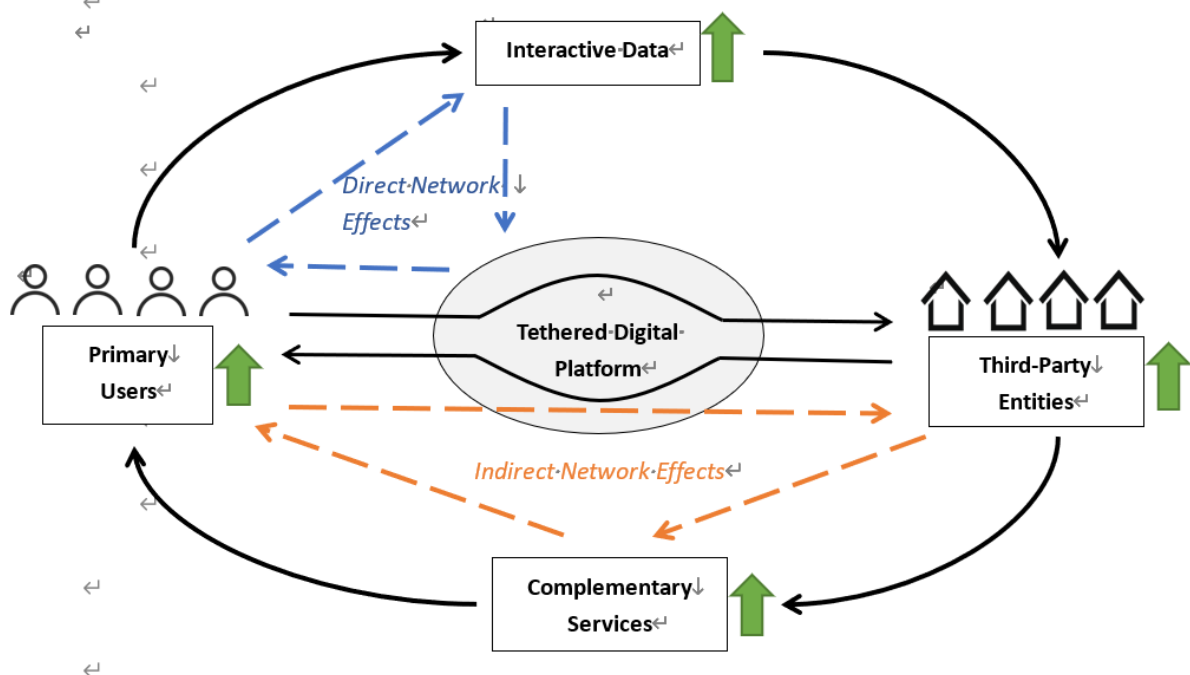 Interactive Data
Direct Network
Effects
Tethered Digital
Platform
Primary
Users
Third-Party
Entities
Indirect Network Effects
Complementary
Services